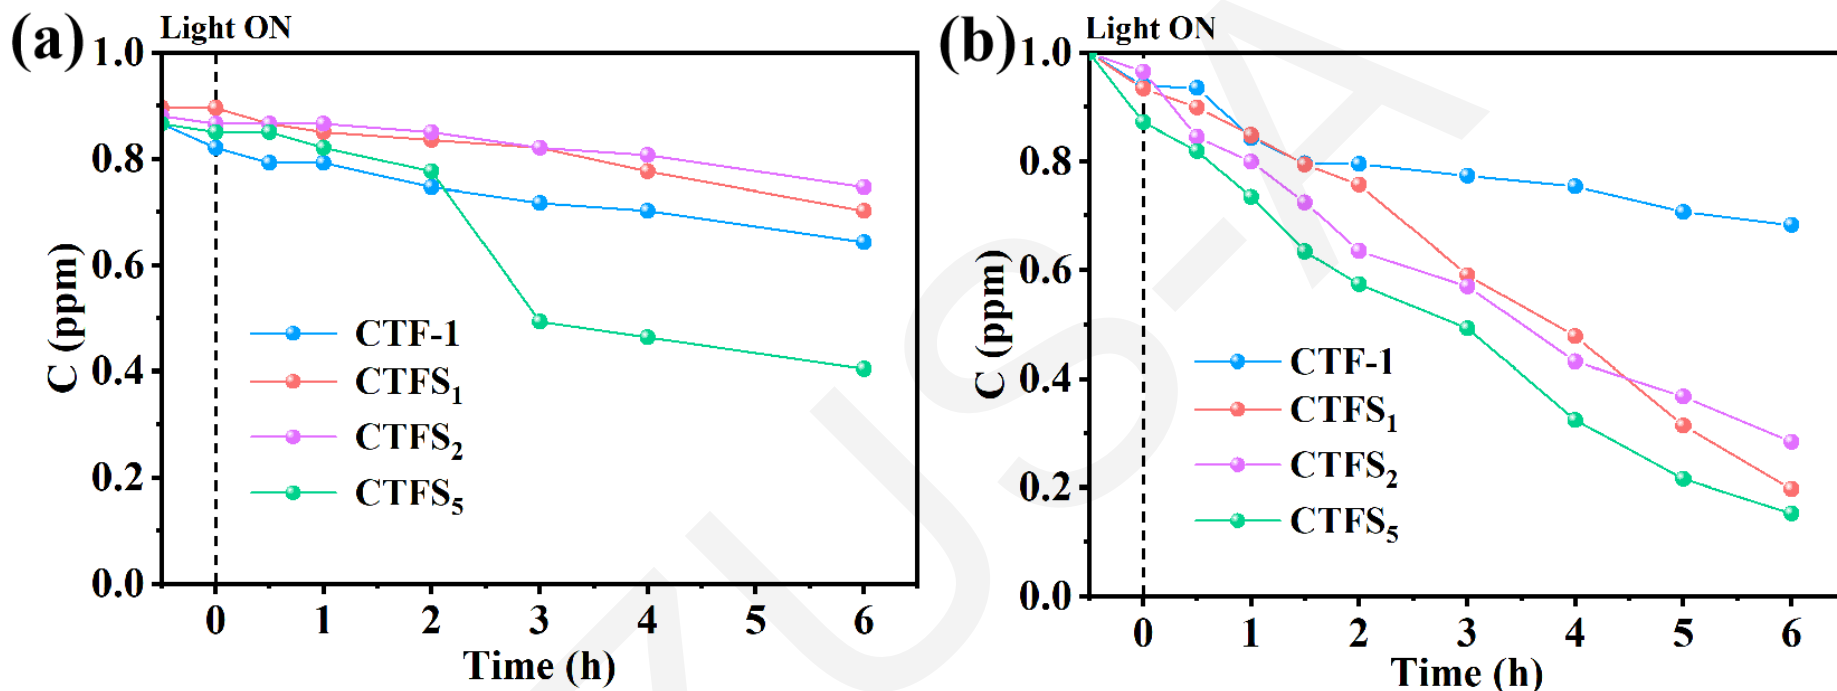 (a)
Light ON
1.0
0.8
0.6
0.4
0.2
0.0
C (ppm)
CTF-1
CTFS₁
CTFS₂
CTFS₅
0 1 2 3 4 5 6
Time (h)
(b)
Light ON
1.0
0.8
0.6
0.4
0.2
0.0
C (ppm)
CTF-1
CTFS₁
CTFS₂
CTFS₅
0 1 2 3 4 5 6
Time (h)
ZUS-A